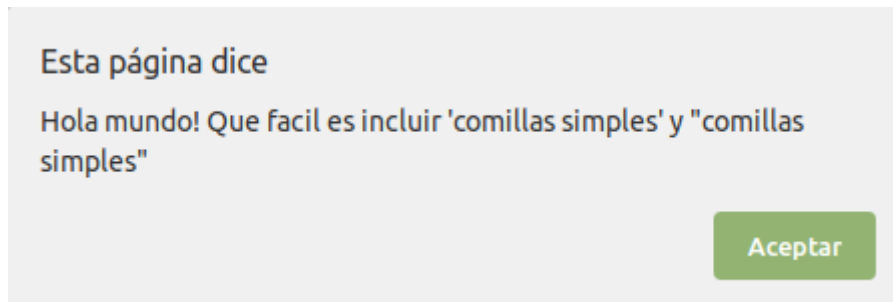 Esta página dice
Hola mundo! Que facil es incluir 'comillas simples' y "comillas
simples"
Aceptar